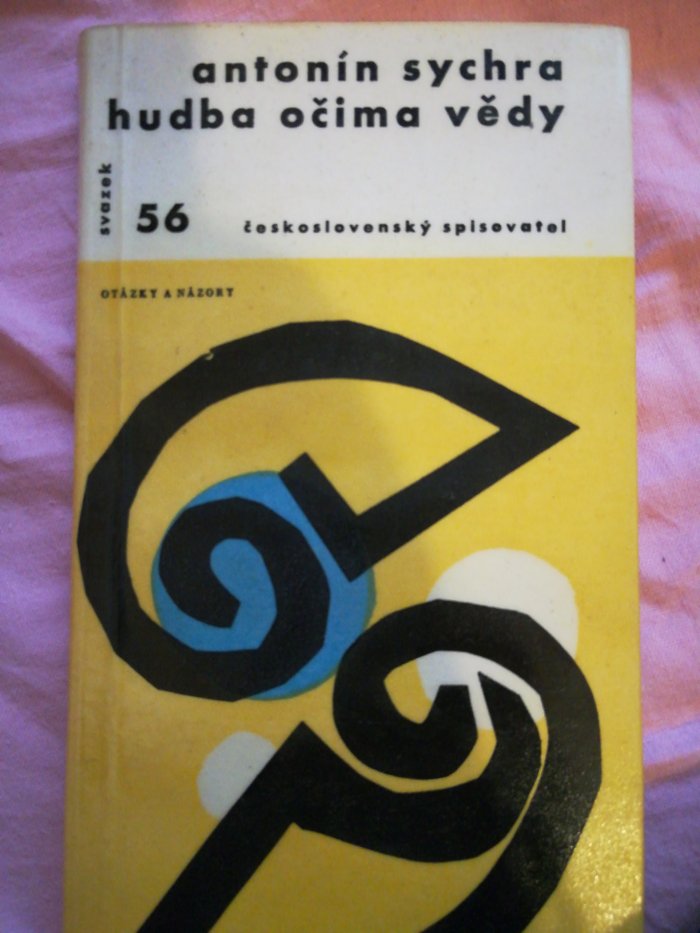 antonín sychra
hudba očima vědy
svazek
56
československý spisovatel
OTÁZKY A NÁZORY